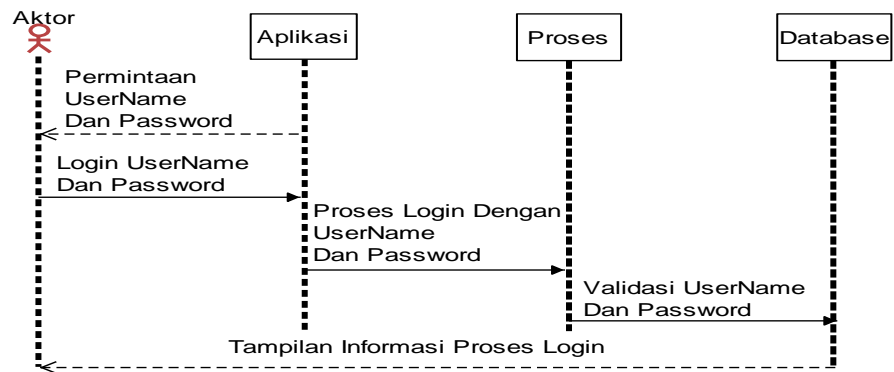 Aktor
Aplikasi
Proses
Database
Permintaan
UserName
Dan Password
Login UserName
Dan Password
Proses Login Dengan
UserName
Dan Password
Validasi UserName
Dan Password
Tampilan Informasi Proses Login